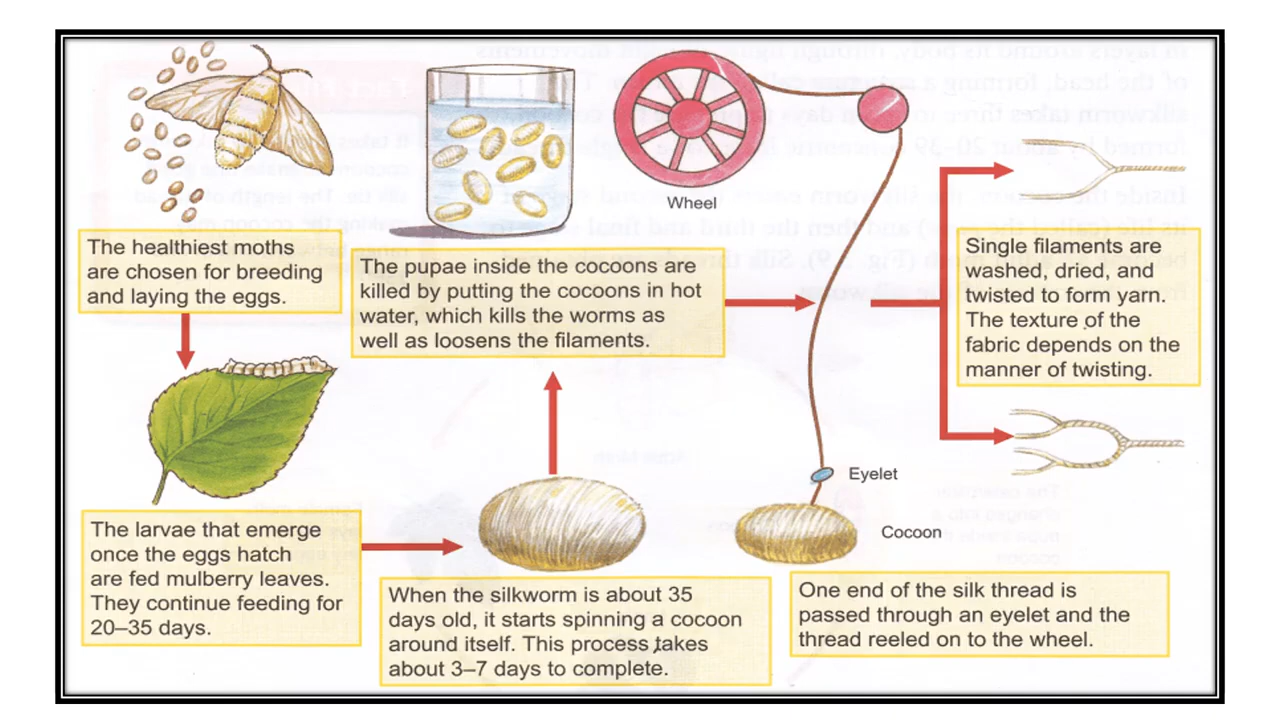 The healthiest moths
are chosen for breeding
and laying the eggs.
The larvae that emerge
once the eggs hatch
are fed mulberry leaves.
They continue feeding for
20–35 days.
When the silkworm is about 35
days old, it starts spinning a cocoon
around itself. This process takes
about 3–7 days to complete.
The pupae inside the cocoons are
killed by putting the cocoons in hot
water, which kills the worms as
well as loosens the filaments.
Wheel
Eyelet
Cocoon
One end of the silk thread is
passed through an eyelet and the
thread reeled on to the wheel.
Single filaments are
washed, dried, and
twisted to form yarn.
The texture of the
fabric depends on the
manner of twisting.